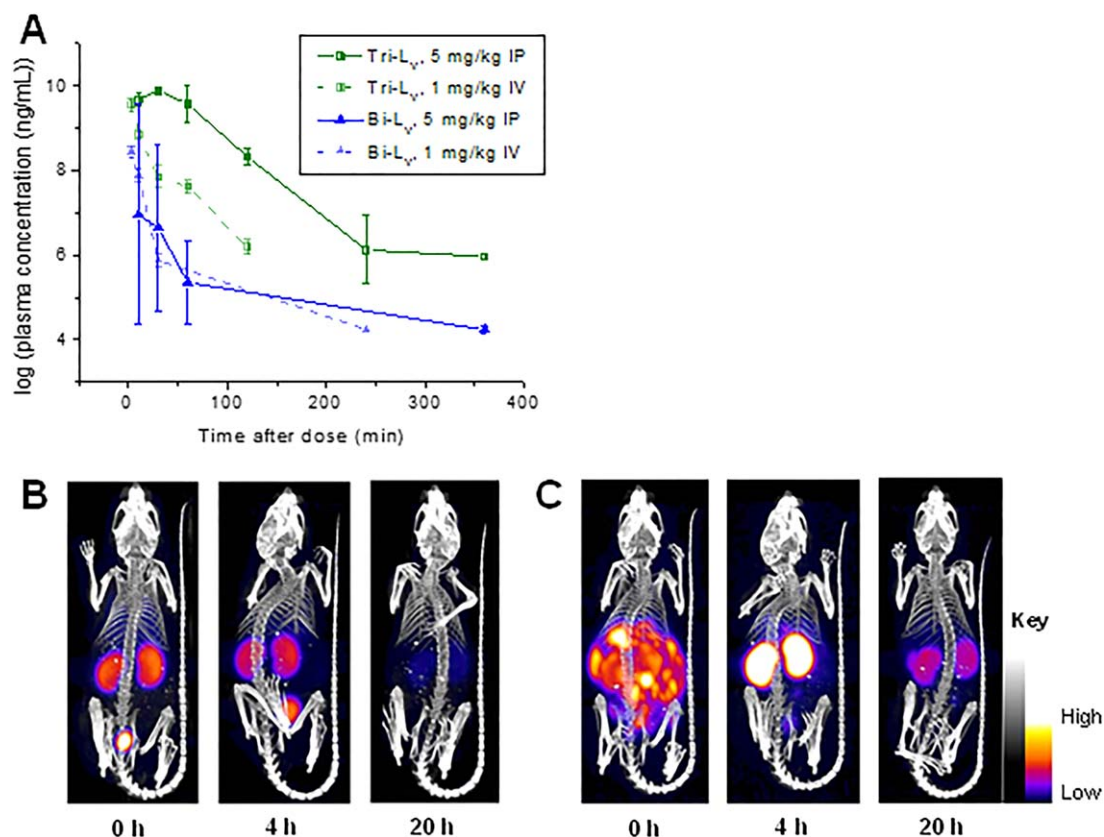 A
log (plasma concentration (ng/mL))
10
8
6
4
0
100
200
300
400
Time after dose (min)
Tri-Lᵥ, 5 mg/kg IP
Tri-Lᵥ, 1 mg/kg IV
Bi-Lᵥ, 5 mg/kg IP
Bi-Lᵥ, 1 mg/kg IV
B
0 h
4 h
20 h
C
0 h
4 h
20 h
Key
High
Low